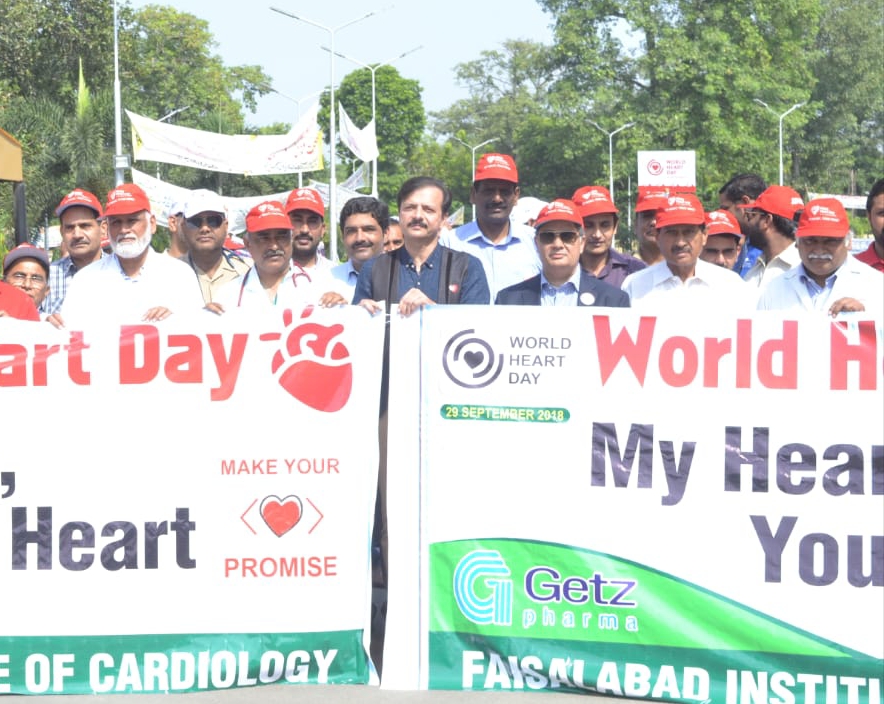 art Day
,
Heart
MAKE YOUR
PROMISE
E OF CARDIOLOGY
WORLD
HEART
DAY
29 SEPTEMBER 2018
World H
My Hear
You
Getz
pharma
FAISALABAD INSTITU
WORLD
HEART
DAY